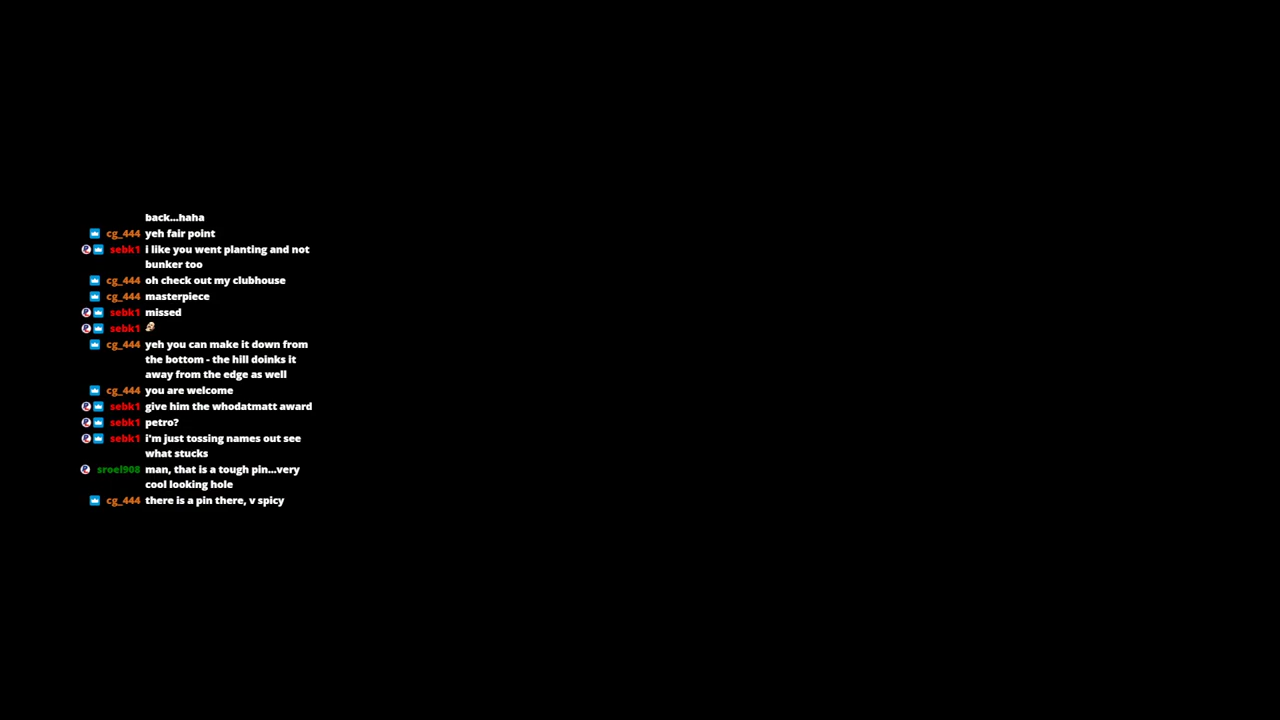 back...haha
cg_444 yeh fair point
sebk1 i like you went planting and not
bunker too
cg_444 oh check out my clubhouse
cg_444 masterpiece
sebk1 missed
sebk1
cg_444 yeh you can make it down from
the bottom - the hill doinks it
away from the edge as well
cg_444 you are welcome
sebk1 give him the whodatmatt award
sebk1 petro?
sebk1 i'm just tossing names out see
what stucks
sroel908 man, that is a tough pin...very
cool looking hole
cg_444 there is a pin there, v spicy